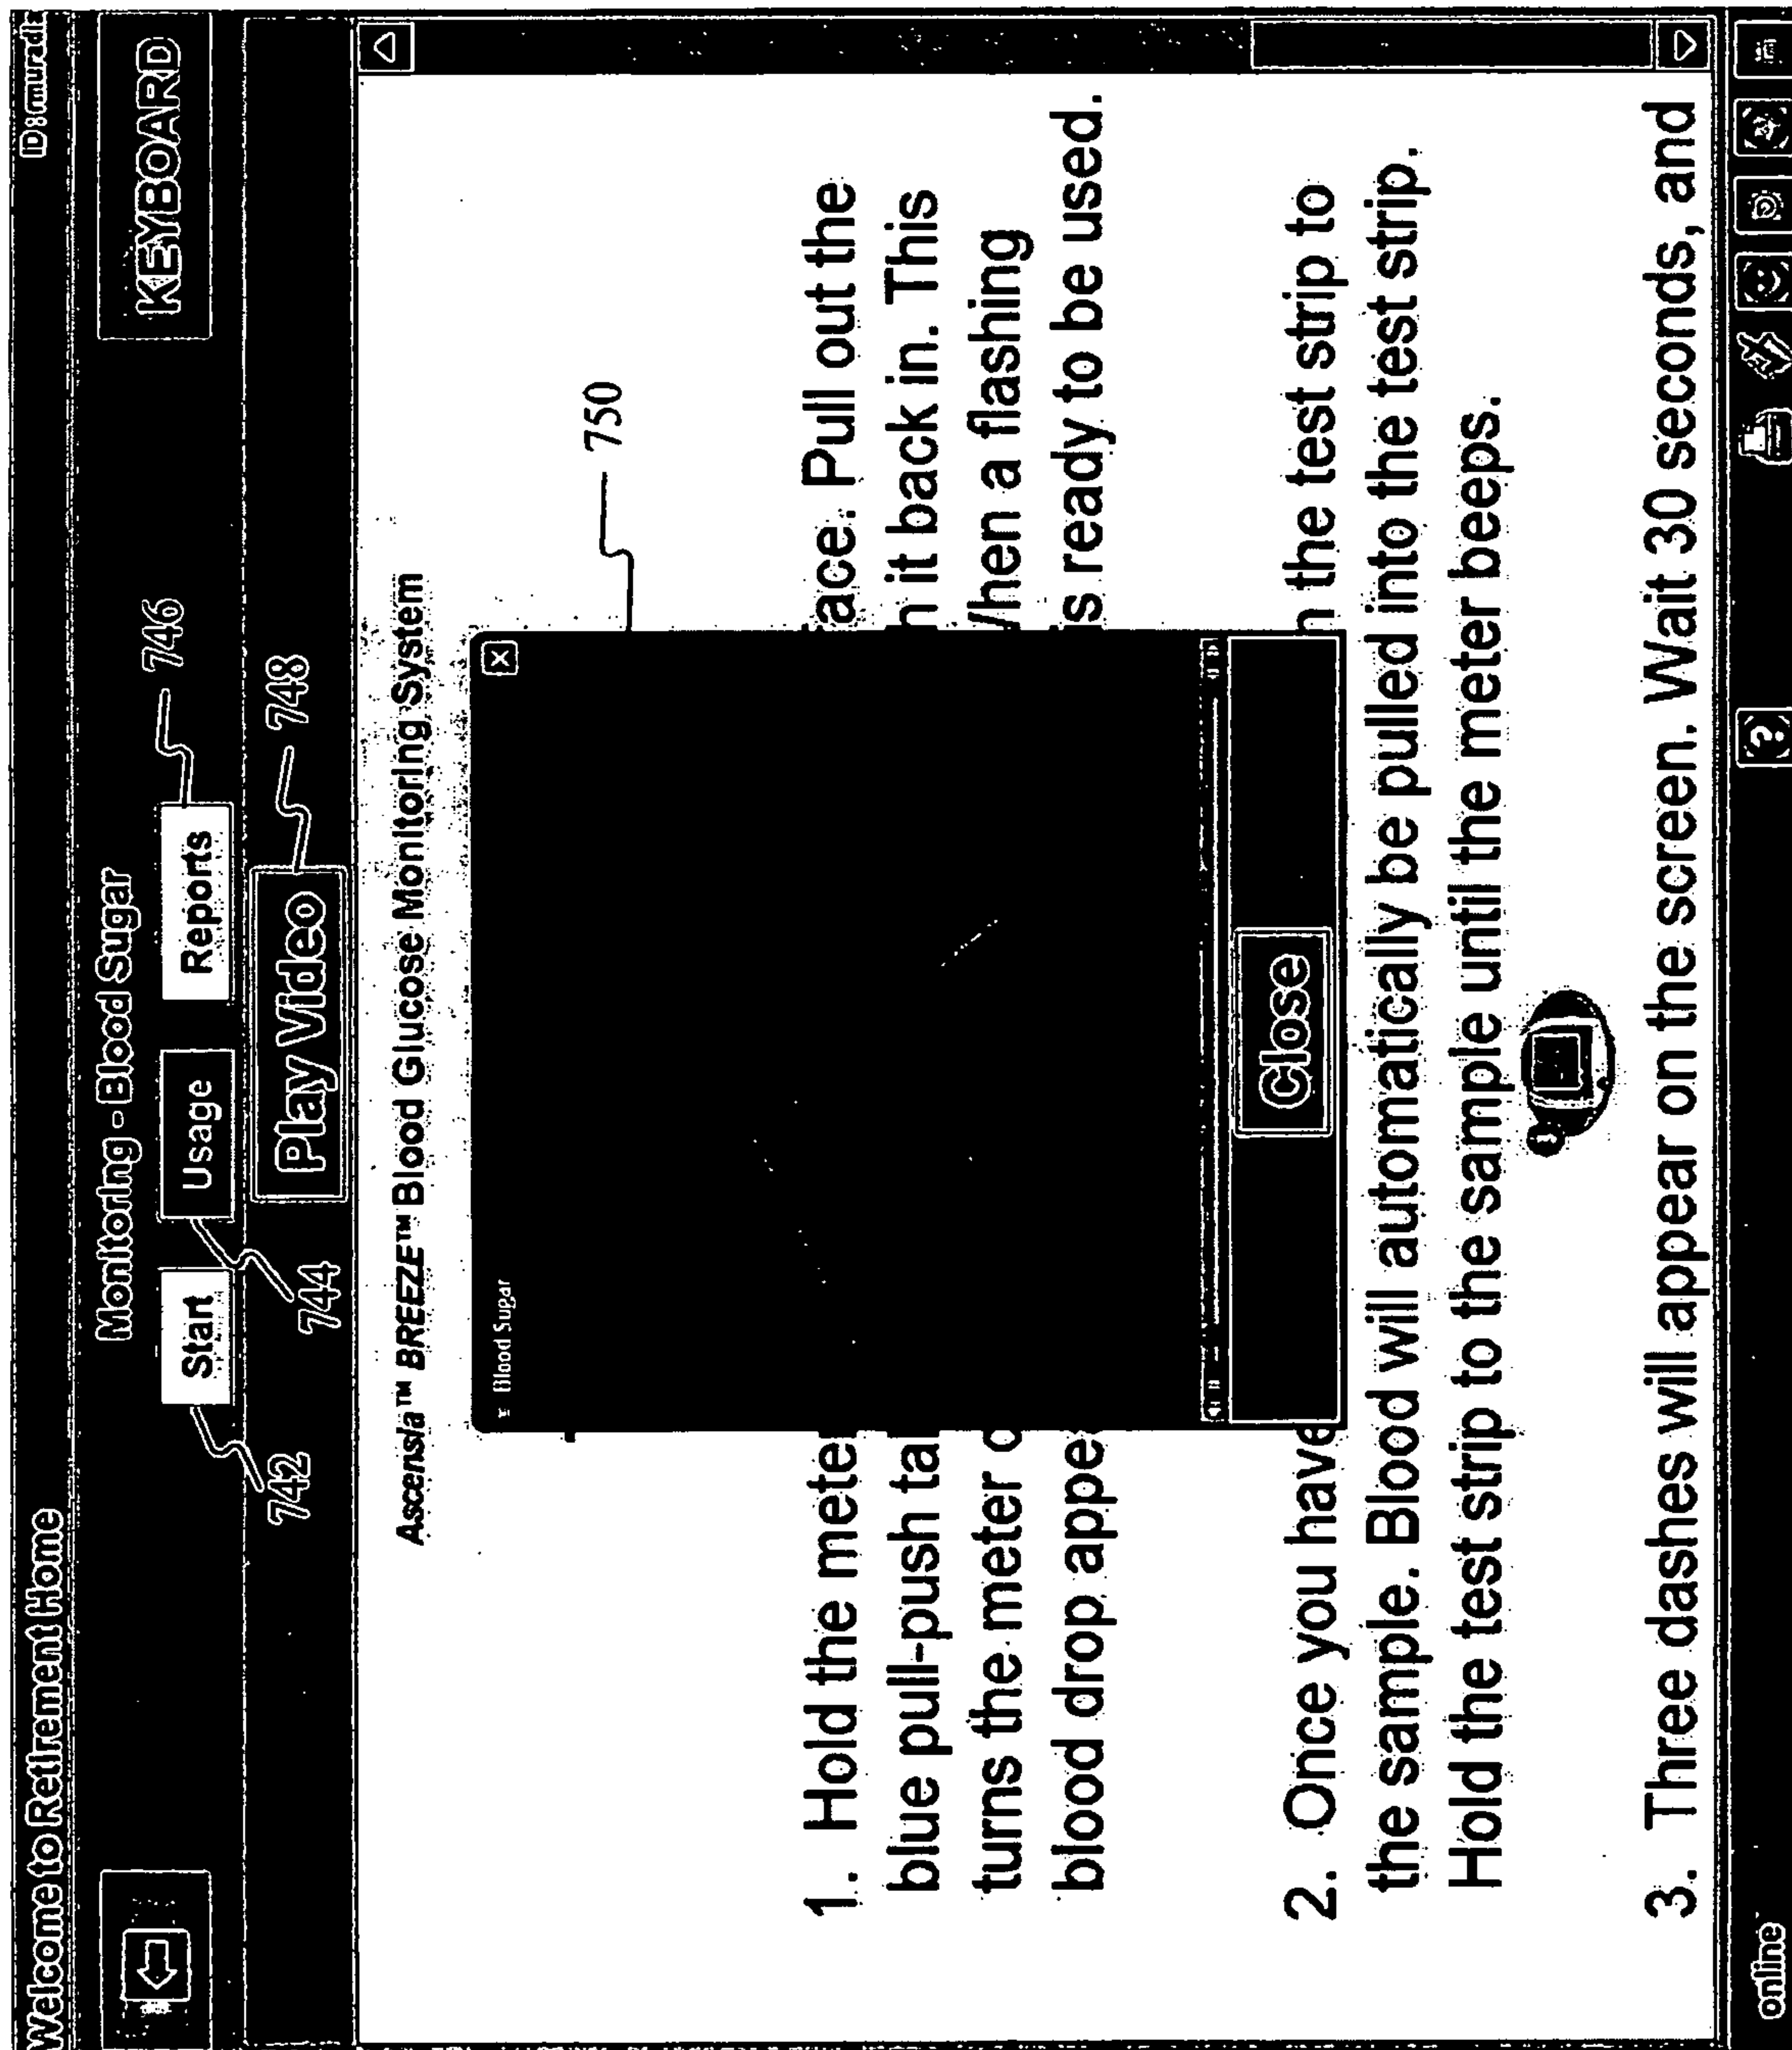 Welcome to Retirement Home
ID:rmuradi
Monitoring - Blood Sugar
KEYBOARD
Start
Usage
Reports
746
742
744
Play Video
748
Ascensia™ BREEZE™ Blood Glucose Monitoring System
Blood Sugar
750
1. Hold the mete ace. Pull out the
blue pull-push ta n it back in. This
turns the meter o hen a flashing
blood drop appe s ready to be used.
2. Once you have n the test strip to
Close
the sample. Blood will automatically be pulled into the test strip.
Hold the test strip to the sample until the meter beeps.
3. Three dashes will appear on the screen. Wait 30 seconds, and
online
?